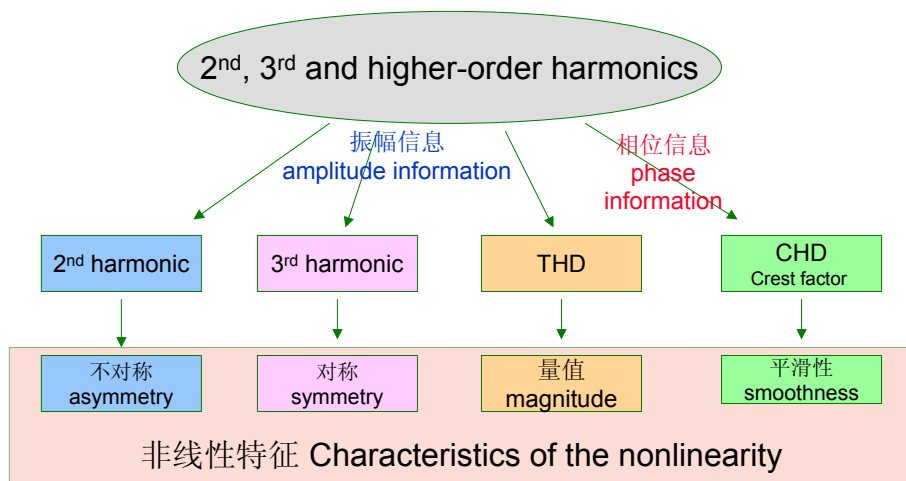 2nd, 3rd and higher-order harmonics
振幅信息
amplitude information
相位信息
phase
information
2nd harmonic
3rd harmonic
THD
CHD
Crest factor
不对称
asymmetry
对称
symmetry
量值
magnitude
平滑性
smoothness
非线性特征 Characteristics of the nonlinearity